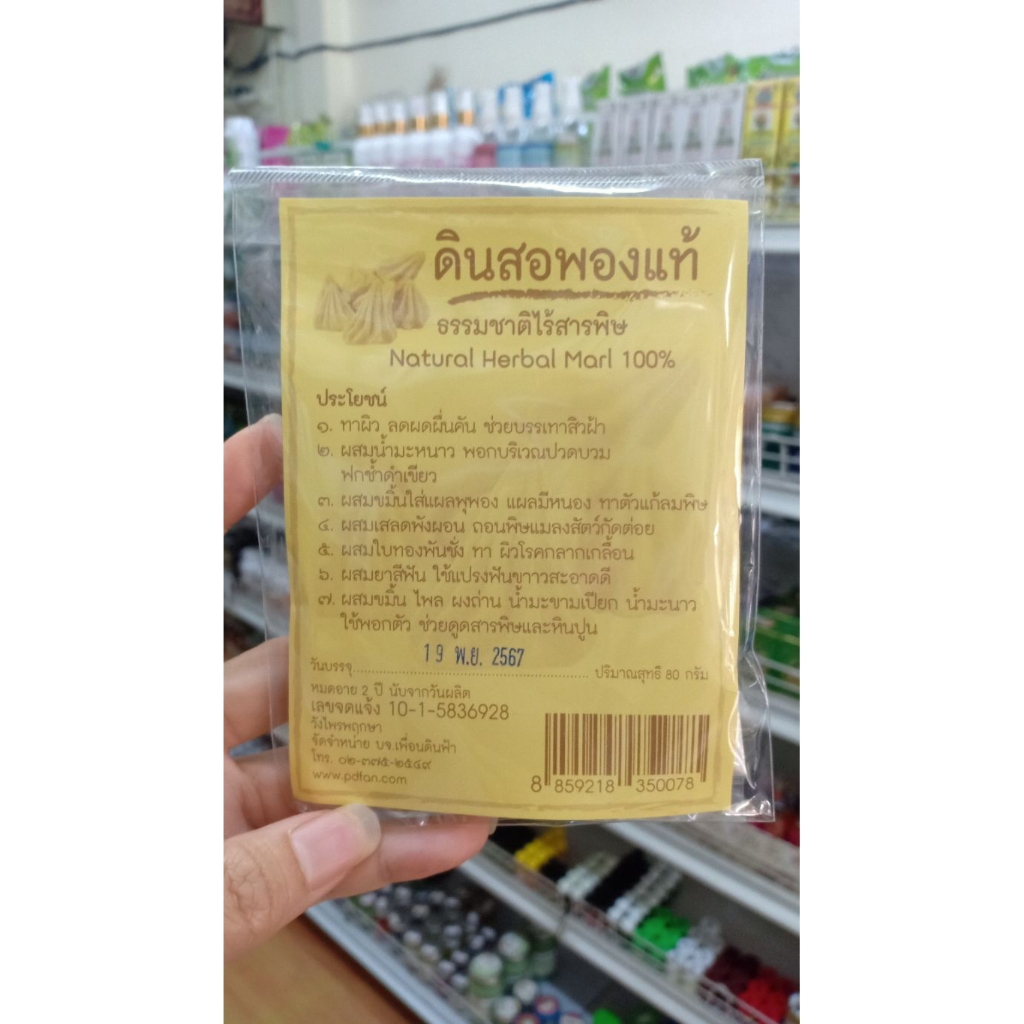 ดินสอพองแท้
ธรรมชาติไร้สารพิษ
Natural Herbal Marl 100%
ประโยชน์
๑. ทาผิว ลดผดผื่นคัน ช่วยบรรเทาสิวฝ้า
๒. ผสมน้ำมะหนาว พอกบริเวณปวดบวม
ฟกช้ำดำเขียว
๓. ผสมขมิ้นใส่แผลพุพอง แผลมีหนอง ทาตัวแก้ลมพิษ
๔. ผสมเสลดพังผอน ถอนพิษแมลงสัตว์กัดต่อย
๕. ผสมใบทองพันชั่ง ทา ผิวโรคกลากเกลื้อน
๖. ผสมยาสีฟัน ใช้แปรงฟันขาาวสะอาดดี
๗. ผสมขมิ้น ไพล ผงถ่าน น้ำมะขามเปียก น้ำมะนาว
ใช้พอกตัว ช่วยดูดสารพิษและหินปูน
19 พ.ย. 2567
วันบรรจุ.......................................................... ปริมาณสุทธิ 80 กรัม
หมดอายุ 2 ปี นับจากวันผลิต
เลขจดแจ้ง 10-1-5836928
วังไพรพฤกษา
จัดจำหน่าย บจ.เพื่อนดินฟ้า
โทร. ๐๒-๓๗๕-๒๕๔๙
www.pdfan.com
8 859218 350078